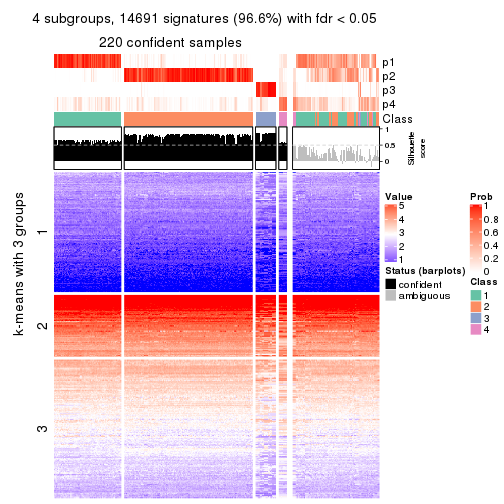 4 subgroups, 14691 signatures (96.6%) with fdr < 0.05
220 confident samples
p1
p2
p3
p4
Class
1
0.5
0
Silhouette
score
k-means with 3 groups
1
2
3
Value
5
4
3
2
1
Status (barplots)
confident
ambiguous
Prob
1
0.8
0.6
0.4
0.2
0
Class
1
2
3
4